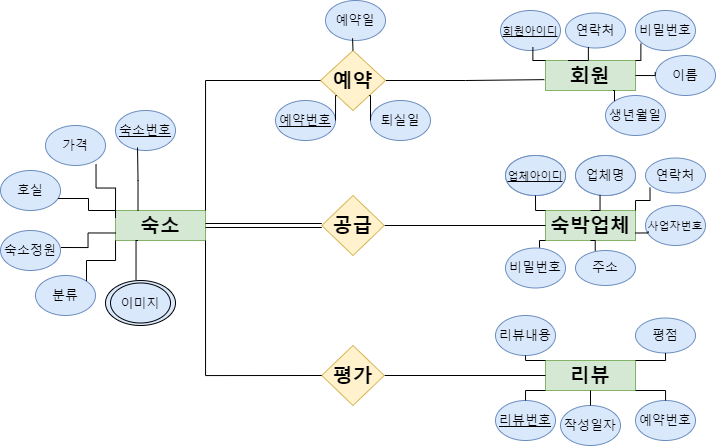 예약일
회원아이디
연락처
비밀번호
예약
회원
이름
예약번호
퇴실일
생년월일
숙소번호
가격
호실
숙소
숙소정원
분류
이미지
공급
업체아이디
업체명
연락처
숙박업체
사업자번호
비밀번호
주소
리뷰내용
평점
평가
리뷰
리뷰번호
작성일자
예약번호